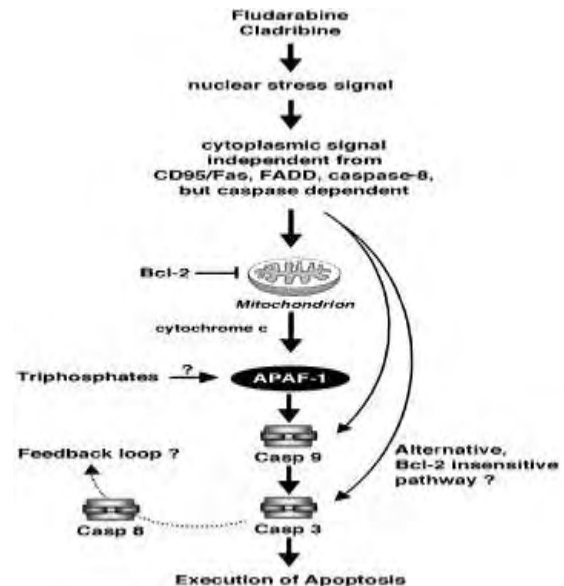 Fludarabine
Cladribine
nuclear stress signal
cytoplasmic signal
independent from
CD95/Fas, FADD, caspase-8,
but caspase dependent
Bcl-2
Mitochondrion
cytochrome c
?
Triphosphates
APAF-1
Casp 9
Alternative,
Bcl-2 insensitive
pathway ?
Feedback loop ?
Casp 8
Casp 3
Execution of Apoptosis